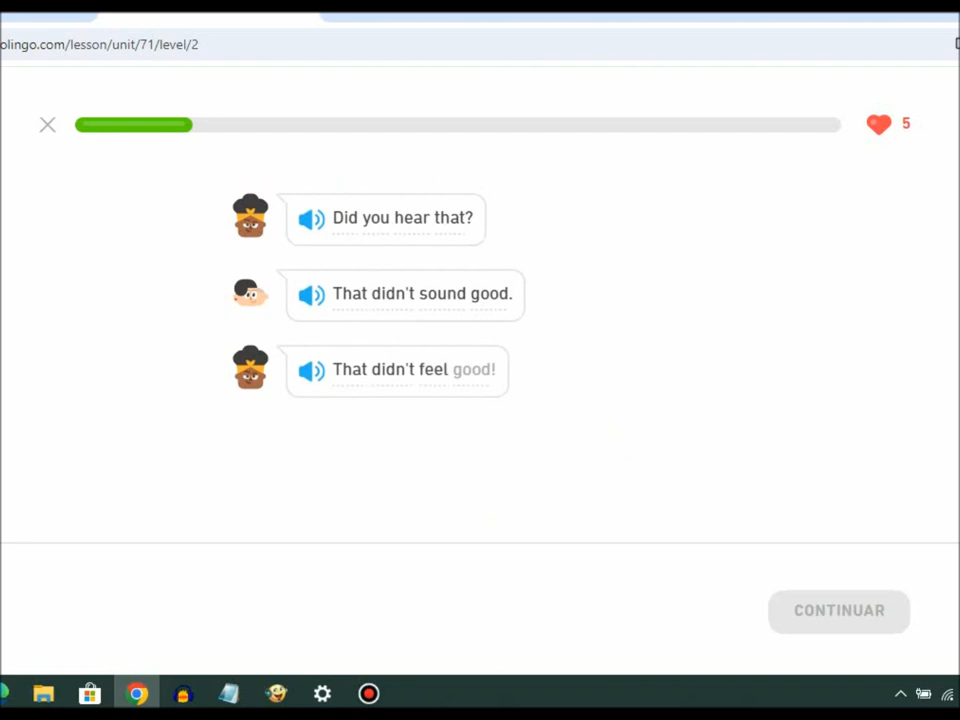 olingo.com/lesson/unit/71/level/2
5
Did you hear that?
That didn't sound good.
That didn't feel good!
CONTINUAR